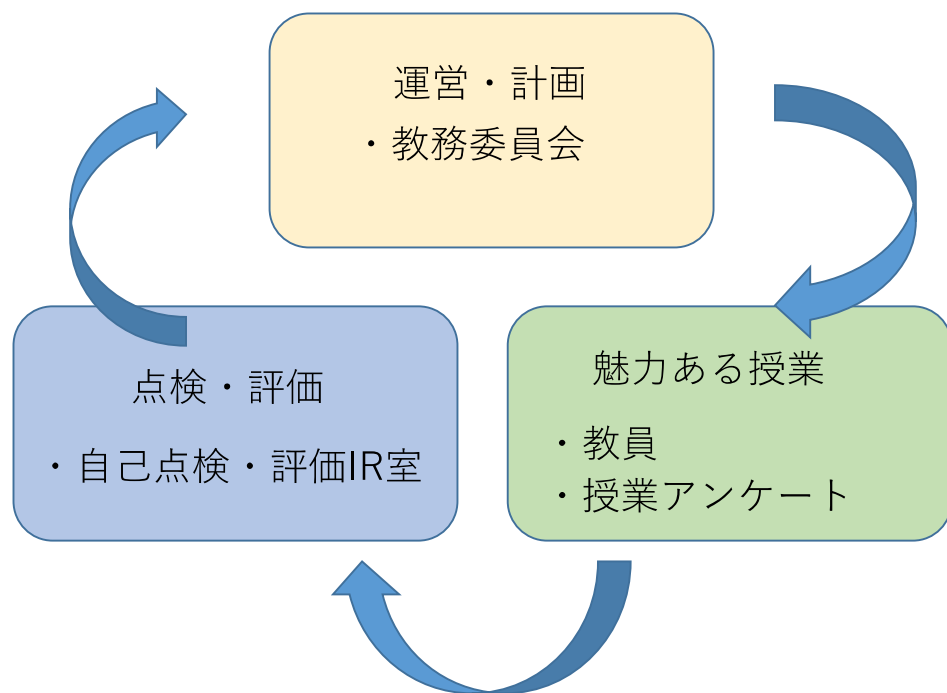 運営・計画
・教務委員会
点検・評価
・自己点検・評価IR室
魅力ある授業
・教員
・授業アンケート